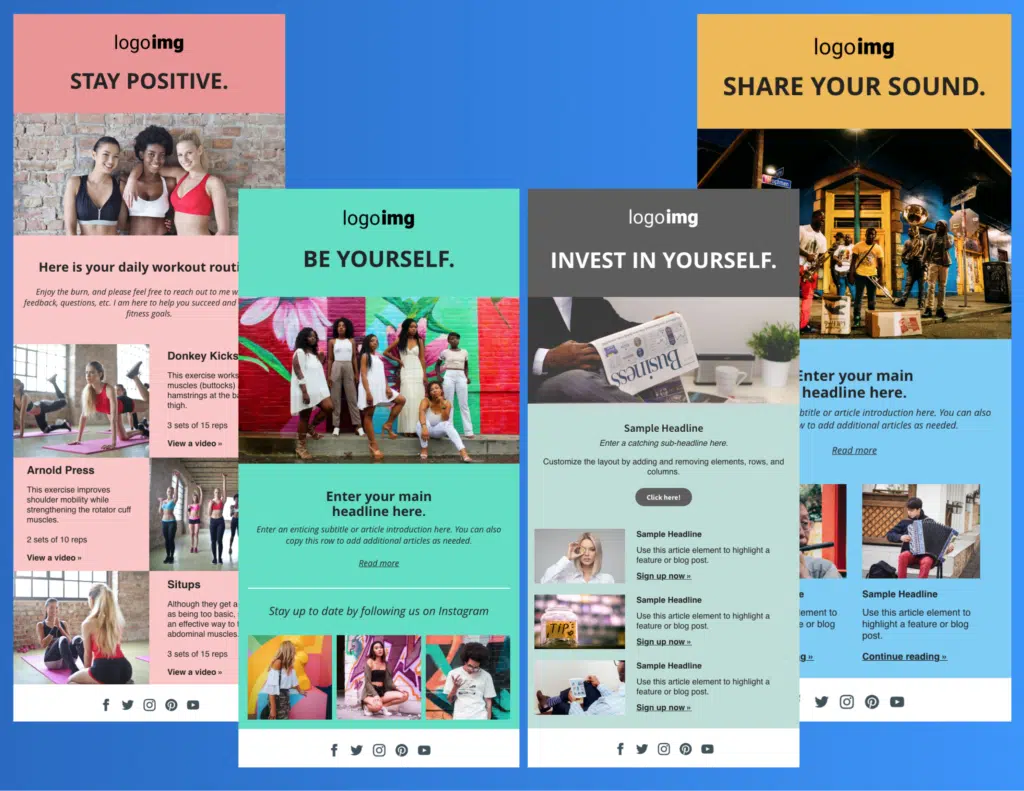 logoimg
STAY POSITIVE.
Here is your daily workout routi
Enjoy the burn, and please feel free to reach out to me w
feedback, questions, etc. I am here to help you succeed and
fitness goals.
Donkey Kicks
This exercise works
muscles (buttocks)
hamstrings at the ba
thigh.
3 sets of 15 reps
View a video »
Arnold Press
This exercise improves
shoulder mobility while
strengthening the rotator cuff
muscles.
2 sets of 10 reps
View a video »
Situps
Although they get a
as being too basic,
an effective way to t
abdominal muscles.
3 sets of 15 reps
View a video »
logoimg
BE YOURSELF.
Enter your main
headline here.
Enter an enticing subtitle or article introduction here. You can also
copy this row to add additional articles as needed.
Read more
Stay up to date by following us on Instagram
logoimg
INVEST IN YOURSELF.
Business
Sample Headline
Enter a catching sub-headline here.
Customize the layout by adding and removing elements, rows, and
columns.
Click here!
Sample Headline
Use this article element to highlight a
feature or blog post.
Sign up now »
TIP
Sample Headline
Use this article element to highlight a
feature or blog post.
Sign up now »
Sample Headline
Use this article element to highlight a
feature or blog post.
Sign up now »
logoimg
SHARE YOUR SOUND.
Enter your main
headline here.
btitle or article introduction here. You can also
w to add additional articles as needed.
Read more
e
ement to
e or blog
g »
Sample Headline
Use this article element to
highlight a feature or blog
post.
Continue reading »